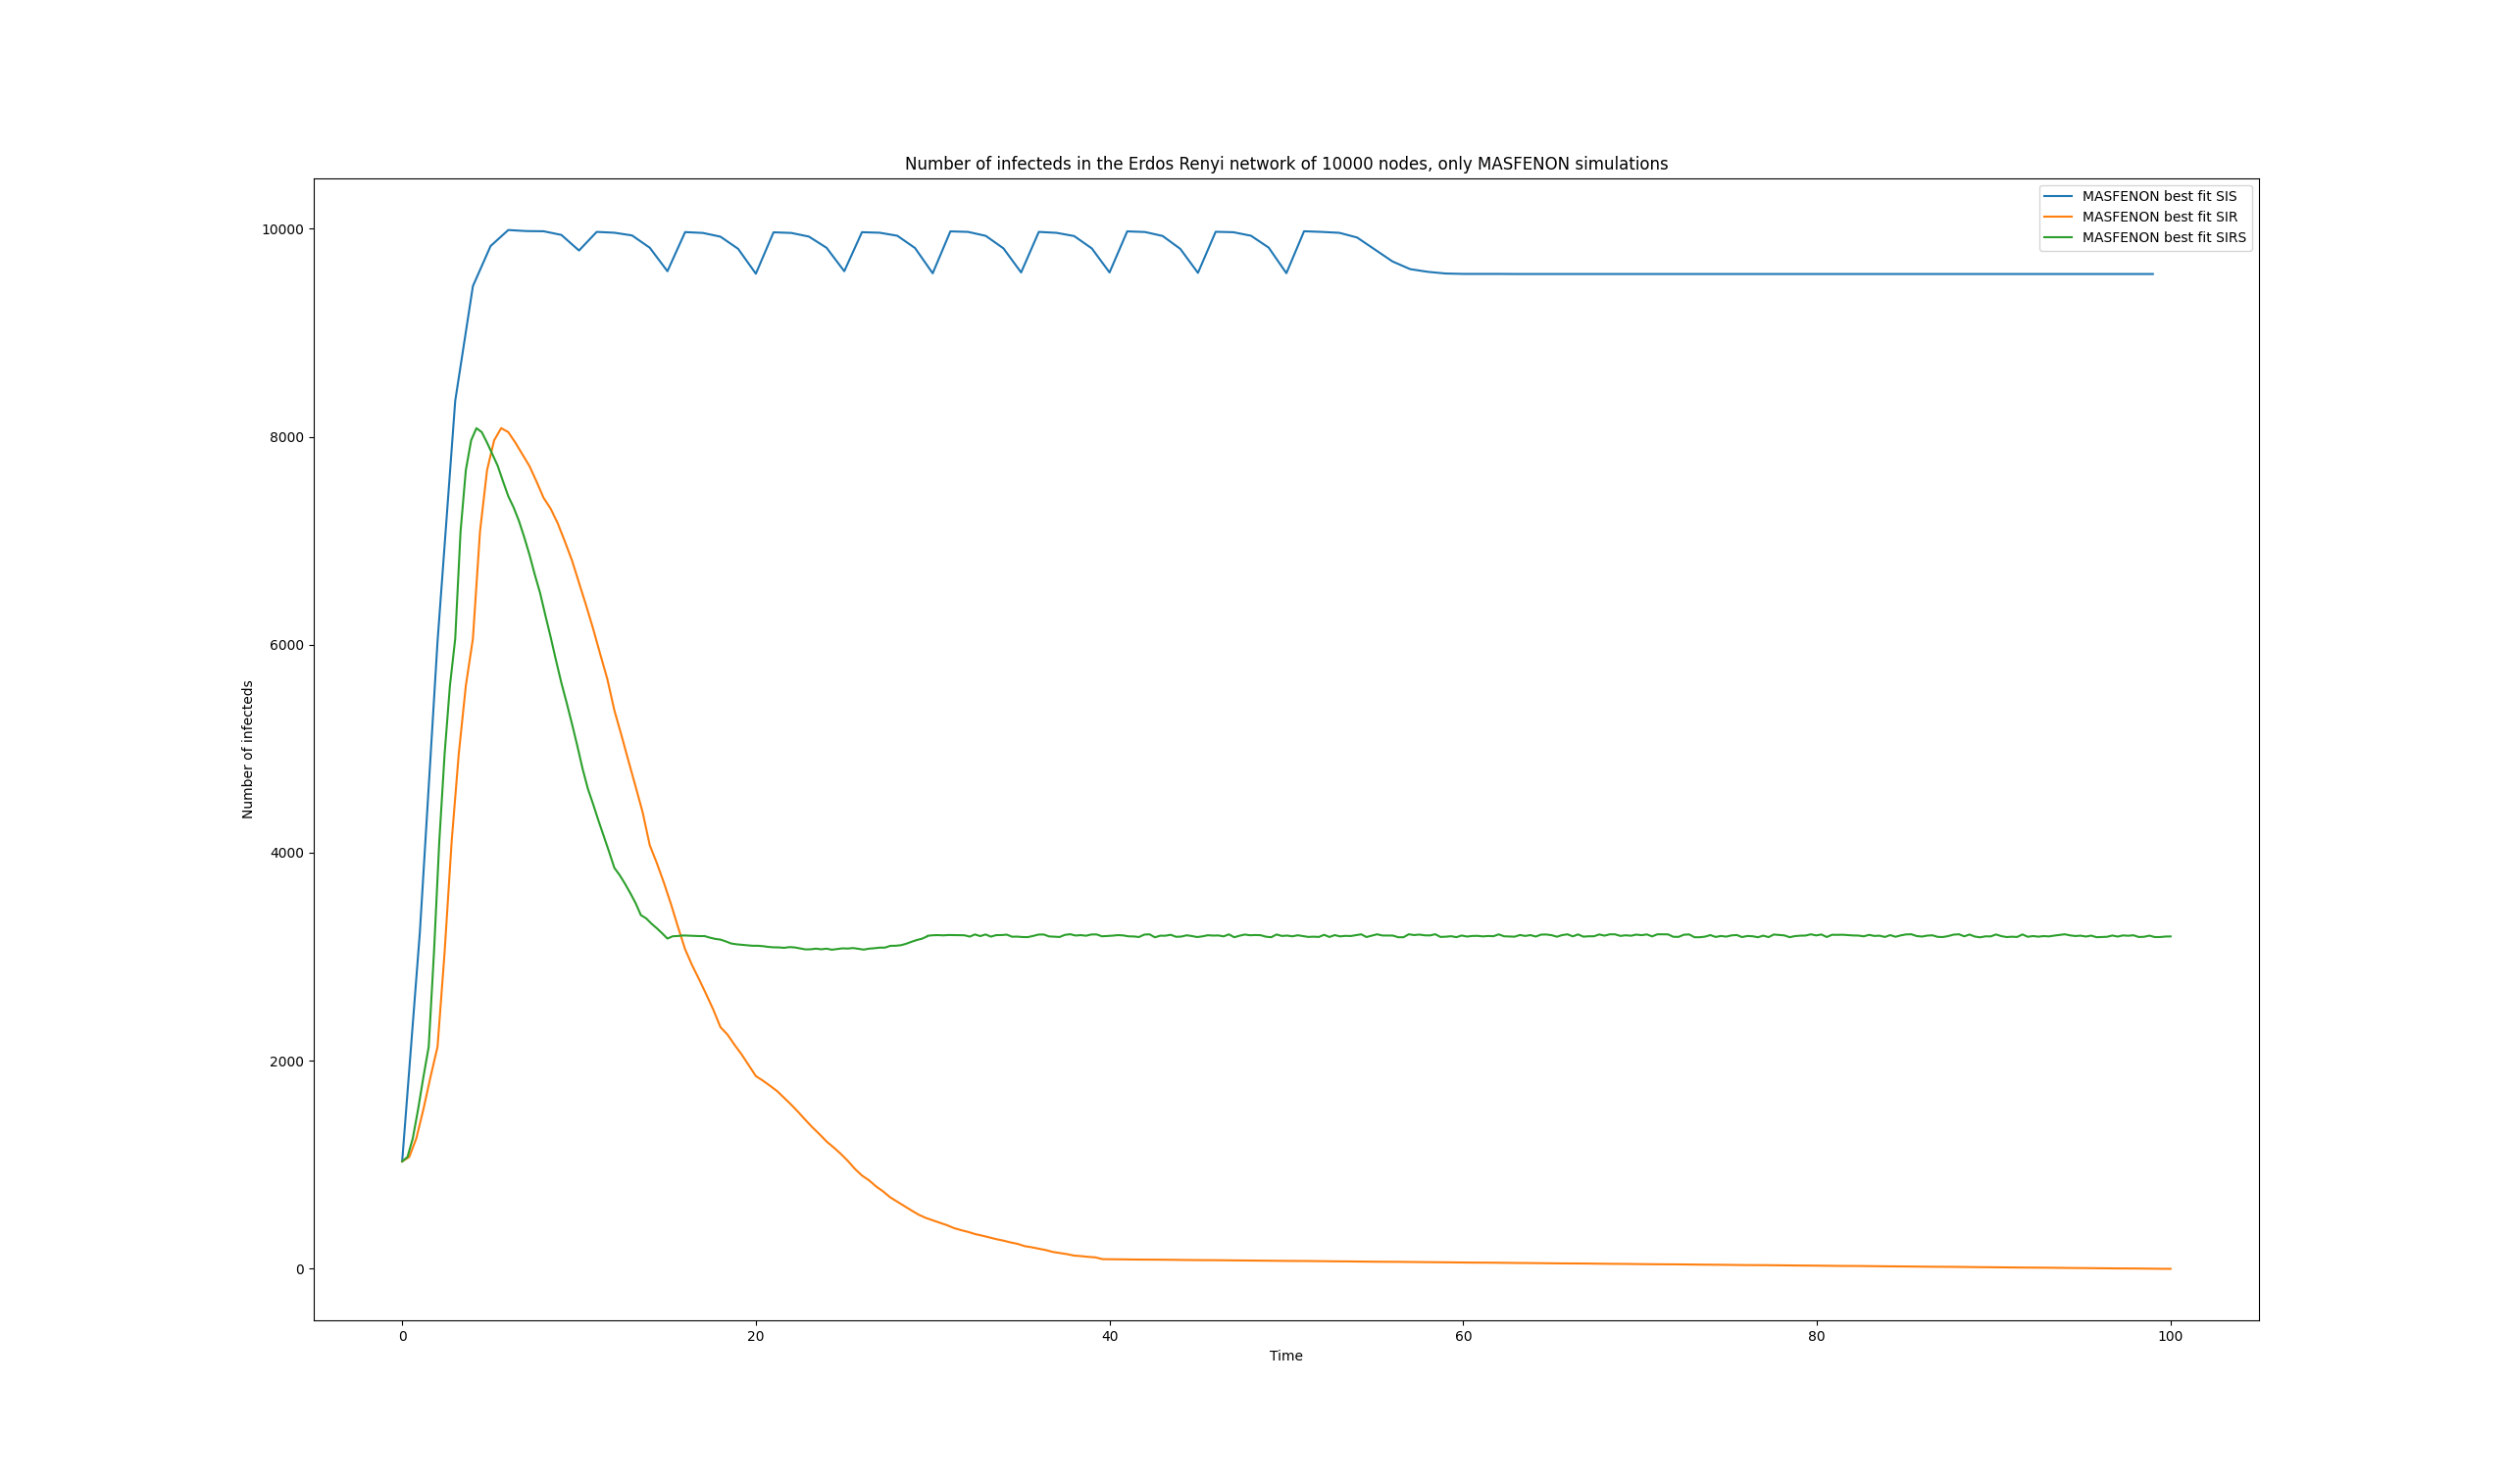 Number of infecteds in the Erdos Renyi network of 10000 nodes, only MASFENON simulations
MASFENON best fit SIS
MASFENON best fit SIR
MASFENON best fit SIRS
10000
8000
6000
4000
2000
0
Number of infecteds
0 20 40 60 80 100
Time